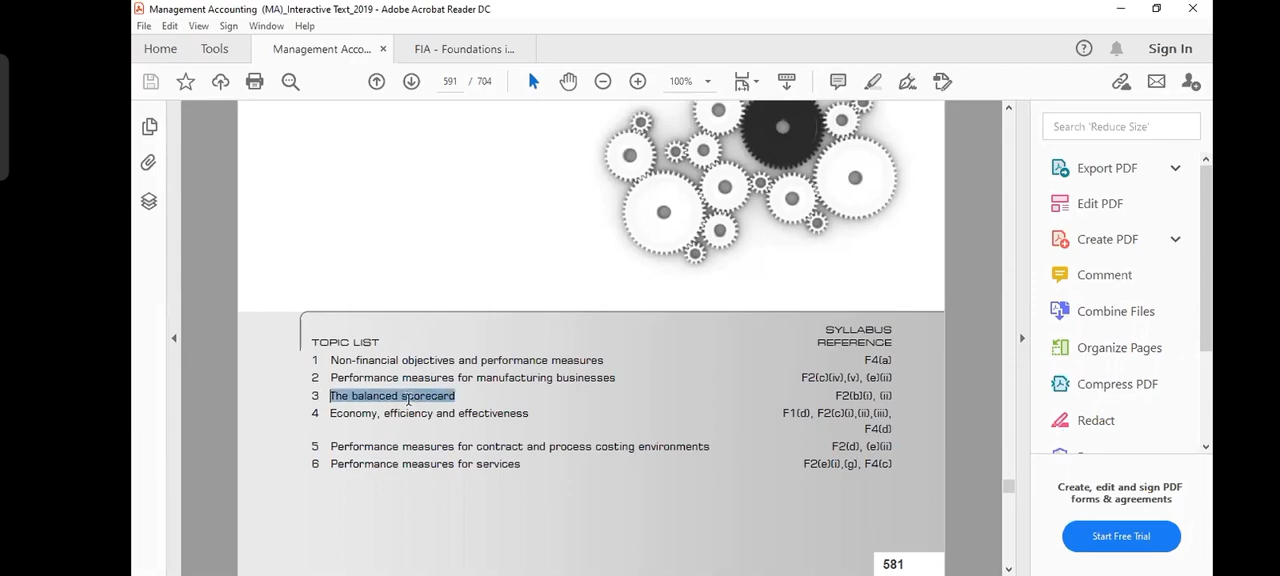 Management Accounting (MA)_Interactive Text_2019 - Adobe Acrobat Reader DC
File Edit View Sign Window Help
Home Tools Management Acco... × FIA - Foundations i... ? Sign In
591 / 704 100%
Search 'Reduce Size'
Export PDF
Edit PDF
Create PDF
Comment
Combine Files
Organize Pages
Compress PDF
Redact
Create, edit and sign PDF
forms & agreements
Start Free Trial
TOPIC LIST SYLLABUS
REFERENCE
1 Non-financial objectives and performance measures F4(a)
2 Performance measures for manufacturing businesses F2(c)(iv),(v), (e)(ii)
3 The balanced scorecard F2(b)(i), (ii)
4 Economy, efficiency and effectiveness F1(d), F2(c)(i),(ii),(iii),
F4(d)
5 Performance measures for contract and process costing environments F2(d), (e)(ii)
6 Performance measures for services F2(e)(i),(g), F4(c)
581